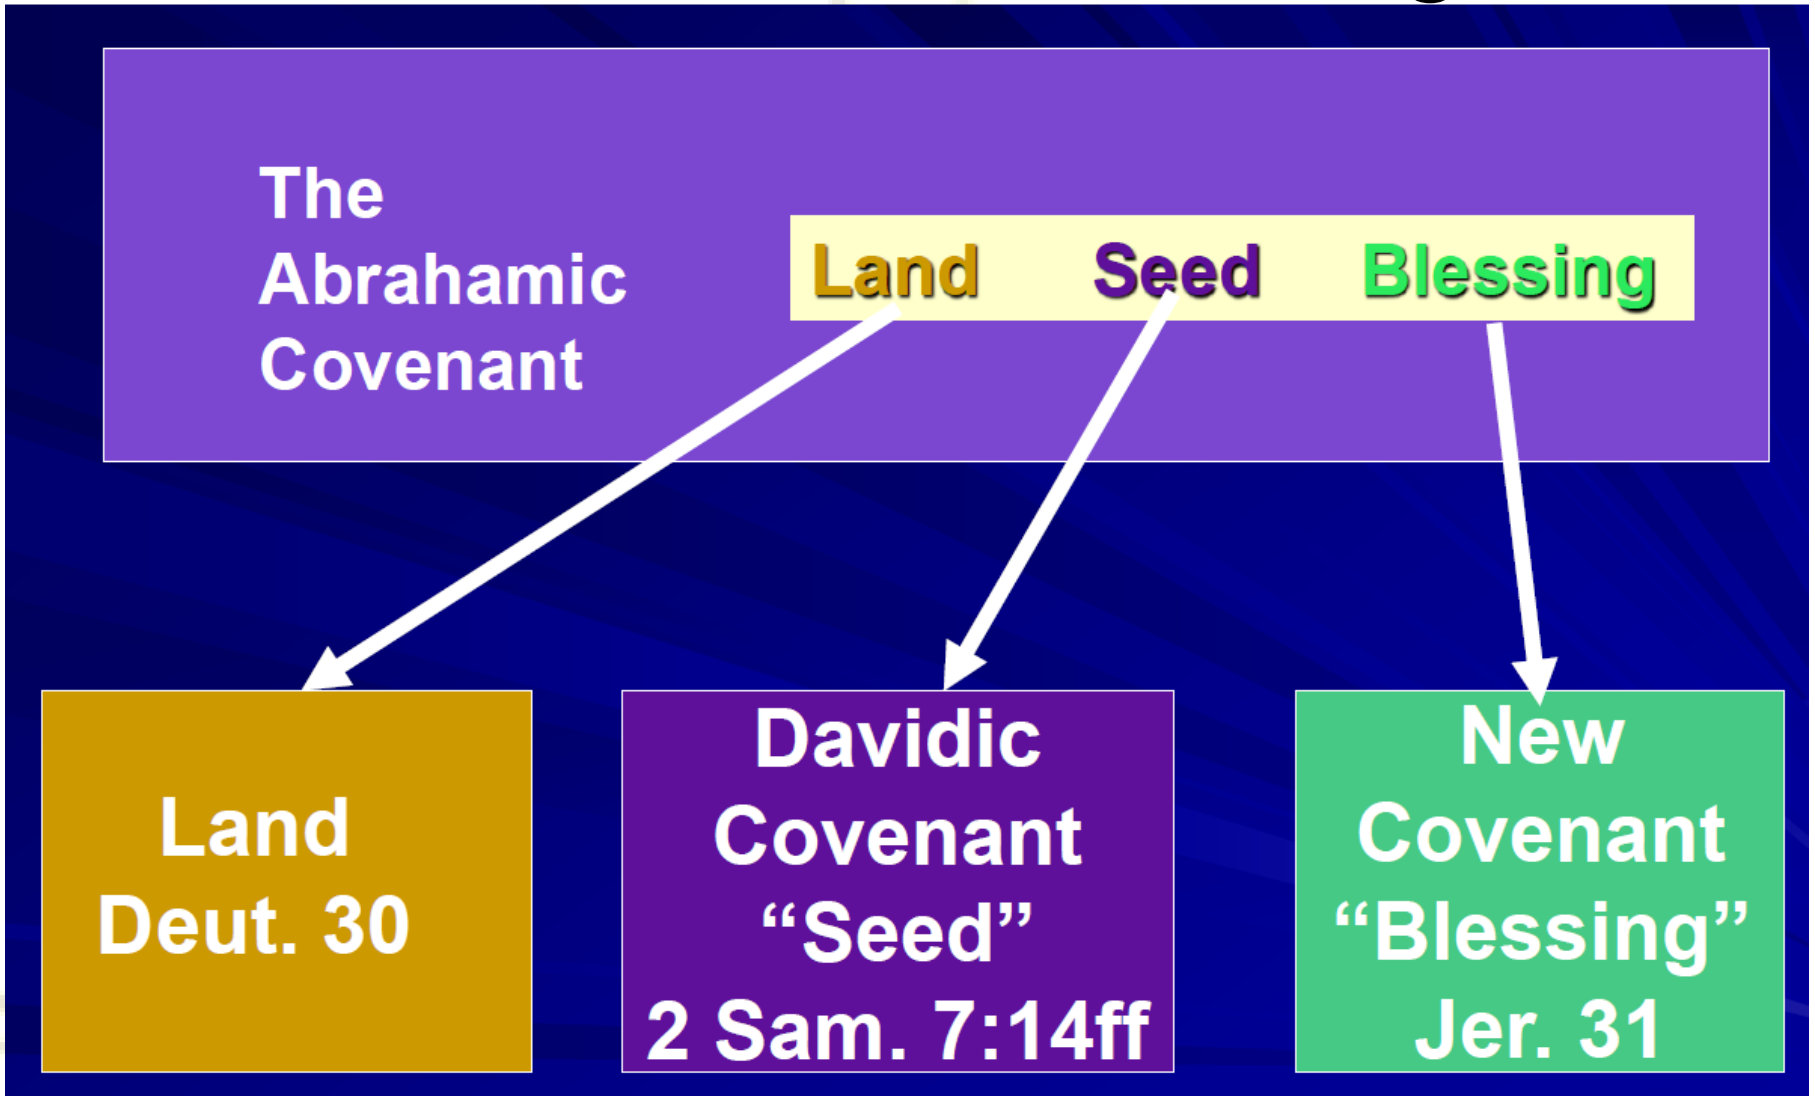 The
Abrahamic
Covenant
Land Seed Blessing
Land
Deut. 30
Davidic
Covenant
“Seed”
2 Sam. 7:14ff
New
Covenant
“Blessing”
Jer. 31